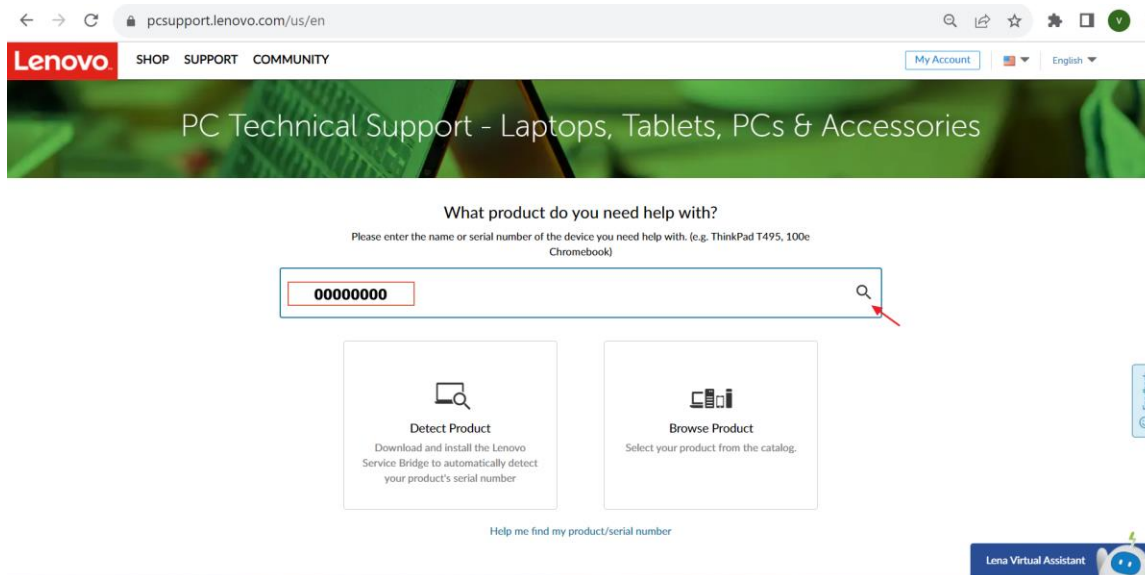 pcsupport.lenovo.com/us/en
V
Lenovo.
SHOP SUPPORT COMMUNITY
My Account
English
PC Technical Support - Laptops, Tablets, PCs & Accessories
What product do you need help with?
Please enter the name or serial number of the device you need help with. (e.g. ThinkPad T495, 100e
Chromebook)
00000000
Detect Product
Download and install the Lenovo
Service Bridge to automatically detect
your product's serial number
Browse Product
Select your product from the catalog.
Help me find my product/serial number
Lena Virtual Assistant